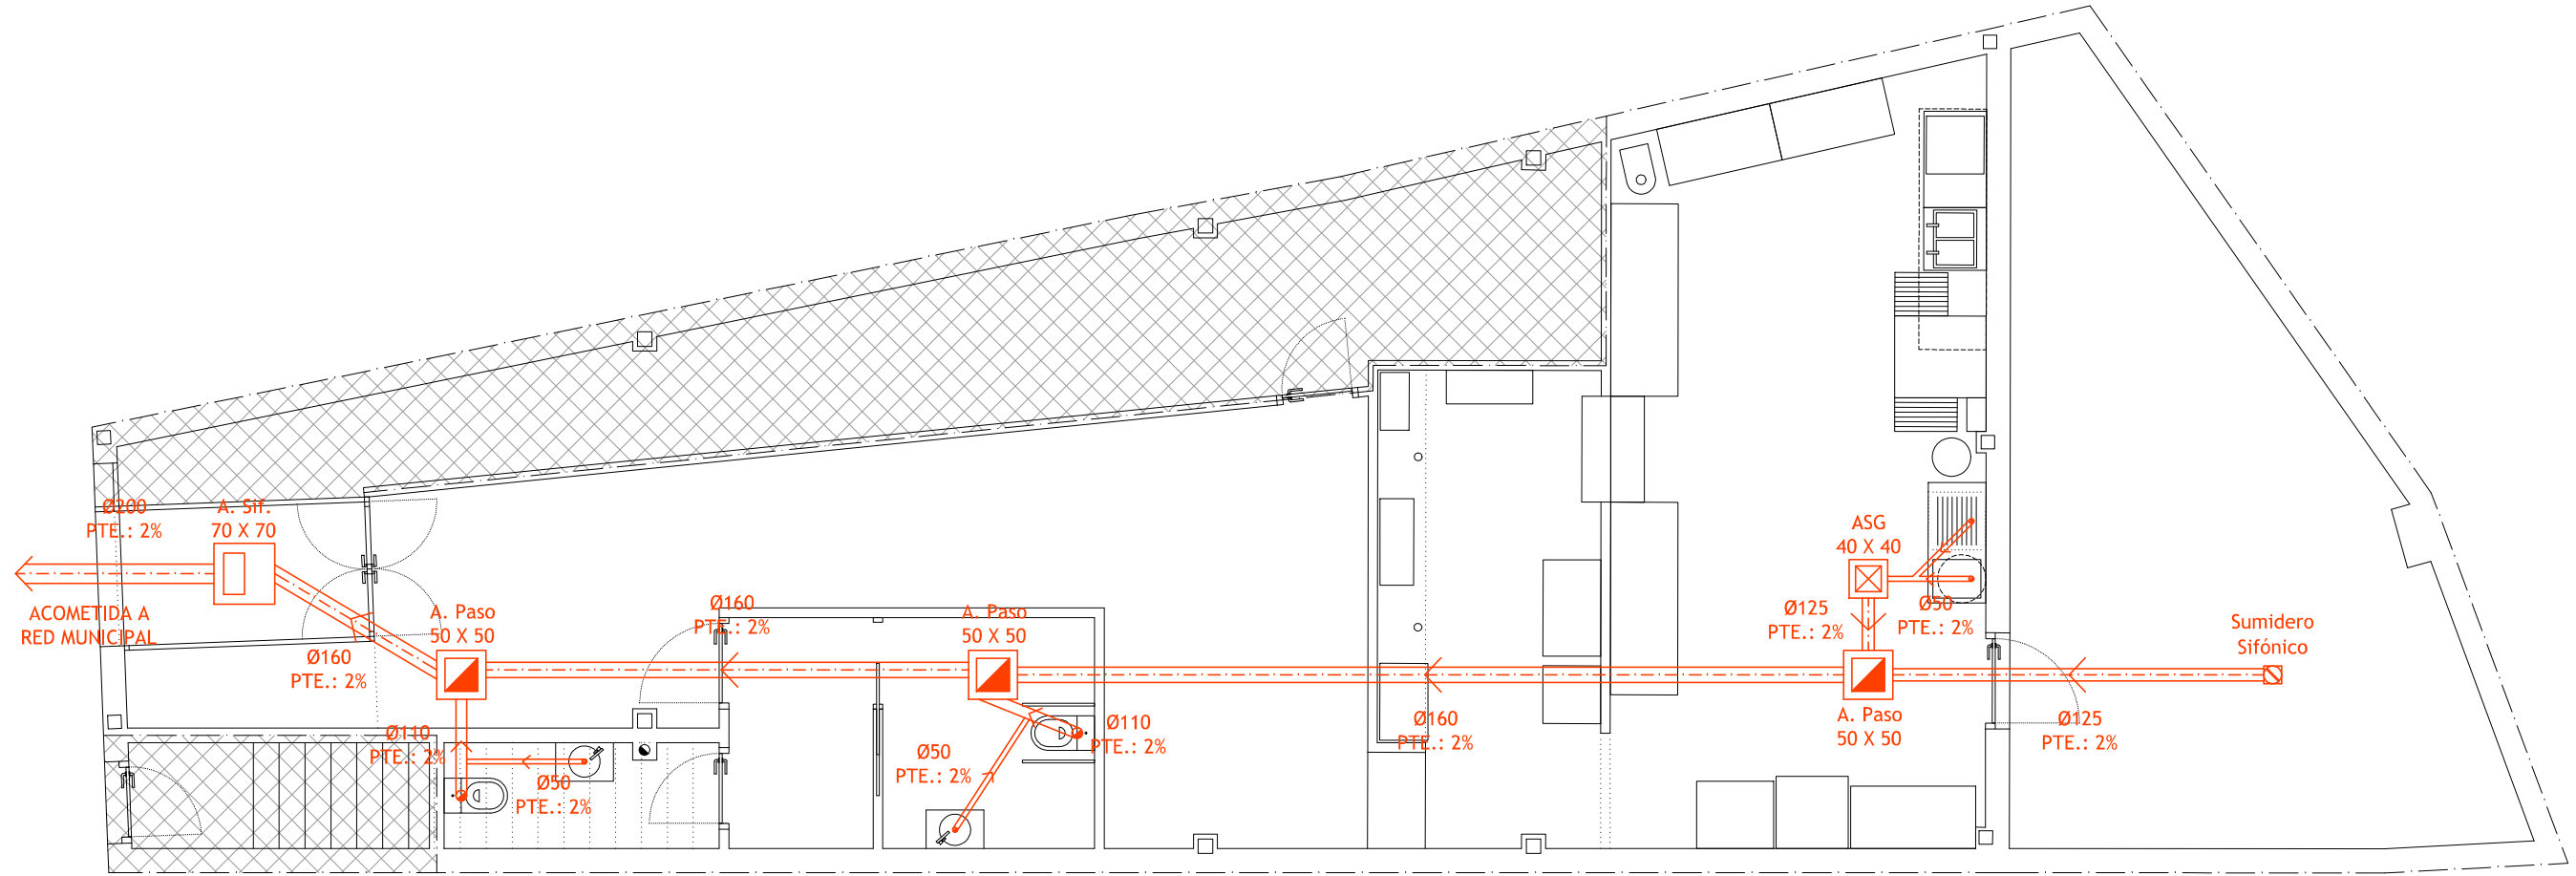 Ø200
PTE.: 2%
A. Sif.
70 X 70
ACOMETIDA A
RED MUNICIPAL
Ø160
PTE.: 2%
A. Paso
50 X 50
Ø110
PTE.: 2%
Ø50
PTE.: 2%
Ø160
PTE.: 2%
A. Paso
50 X 50
Ø50
PTE.: 2%
Ø110
PTE.: 2%
Ø160
PTE.: 2%
ASG
40 X 40
Ø125
PTE.: 2%
Ø50
PTE.: 2%
A. Paso
50 X 50
Ø125
PTE.: 2%
Sumidero
Sifónico